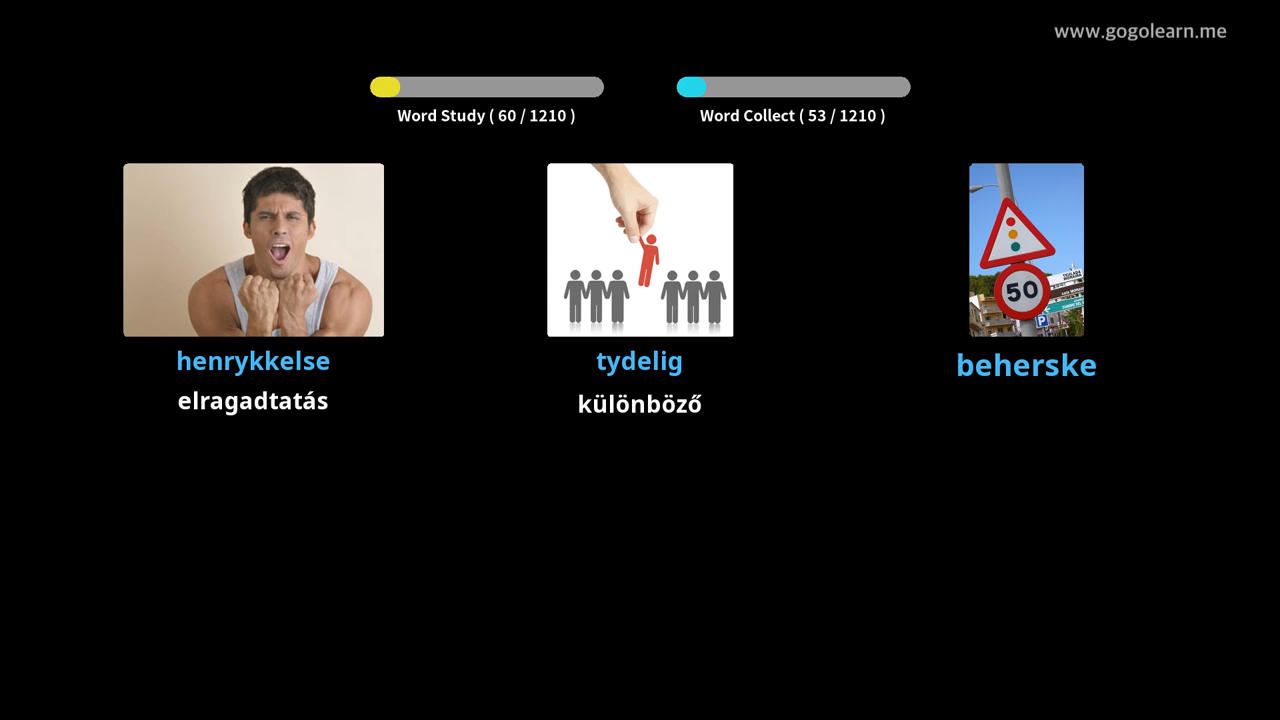 www.gogolearn.me
Word Study ( 60 / 1210 )
Word Collect ( 53 / 1210 )
50
P
henrykkelse
elragadtatás
tydelig
különböző
beherske